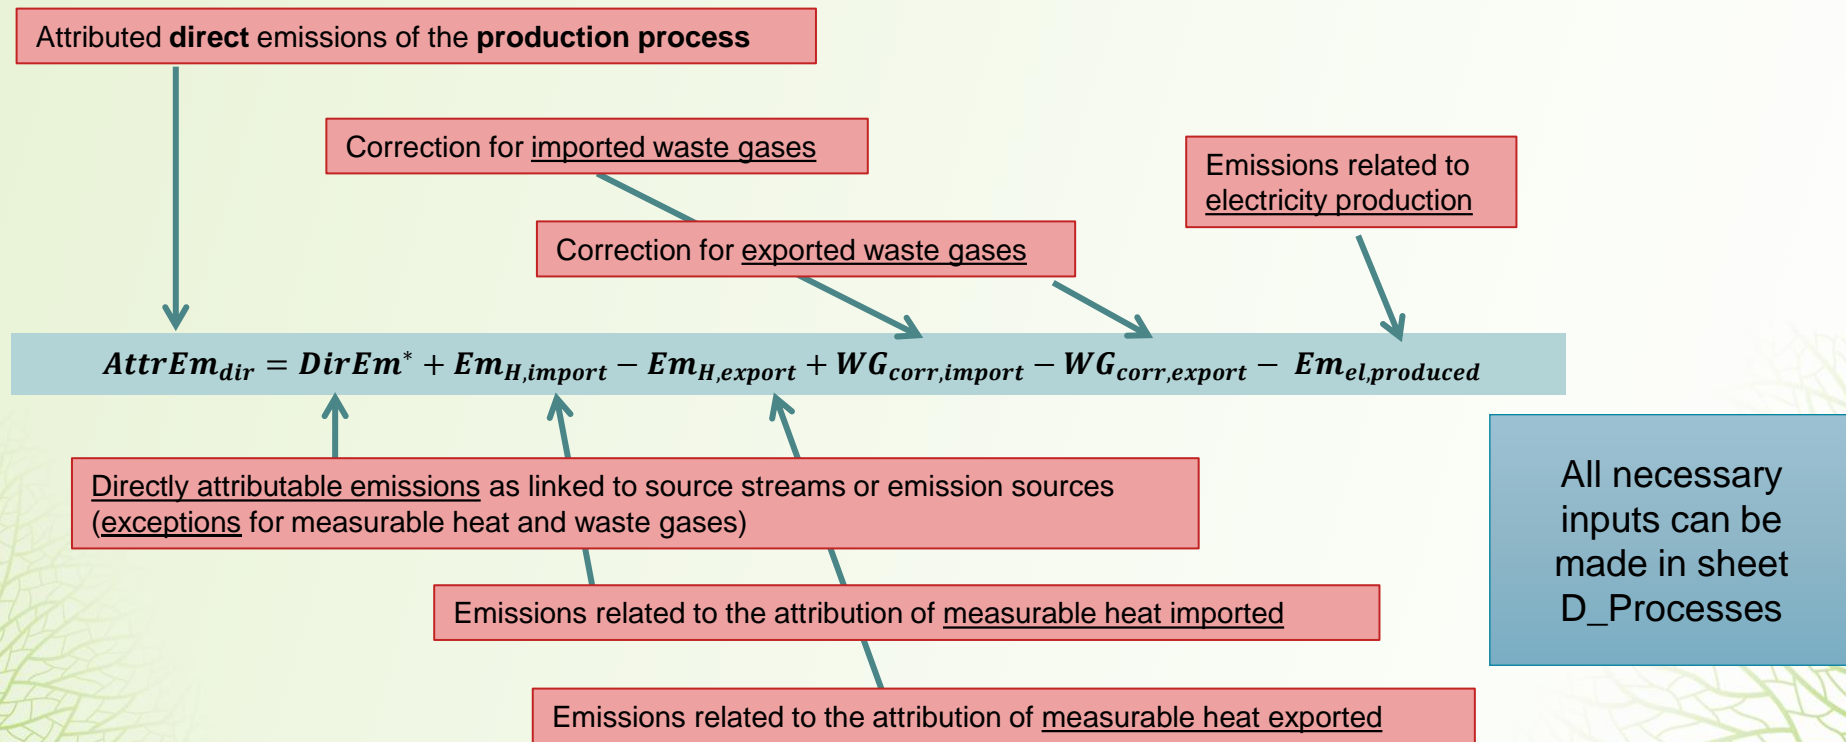 Attributed direct emissions of the production process
Correction for imported waste gases
Emissions related to
electricity production
Correction for exported waste gases
AttrEm_dir = DirEm* + Em_H,import − Em_H,export + WG_corr,import − WG_corr,export − Em_el,produced
Directly attributable emissions as linked to source streams or emission sources
(exceptions for measurable heat and waste gases)
All necessary
inputs can be
made in sheet
D_Processes
Emissions related to the attribution of measurable heat imported
Emissions related to the attribution of measurable heat exported